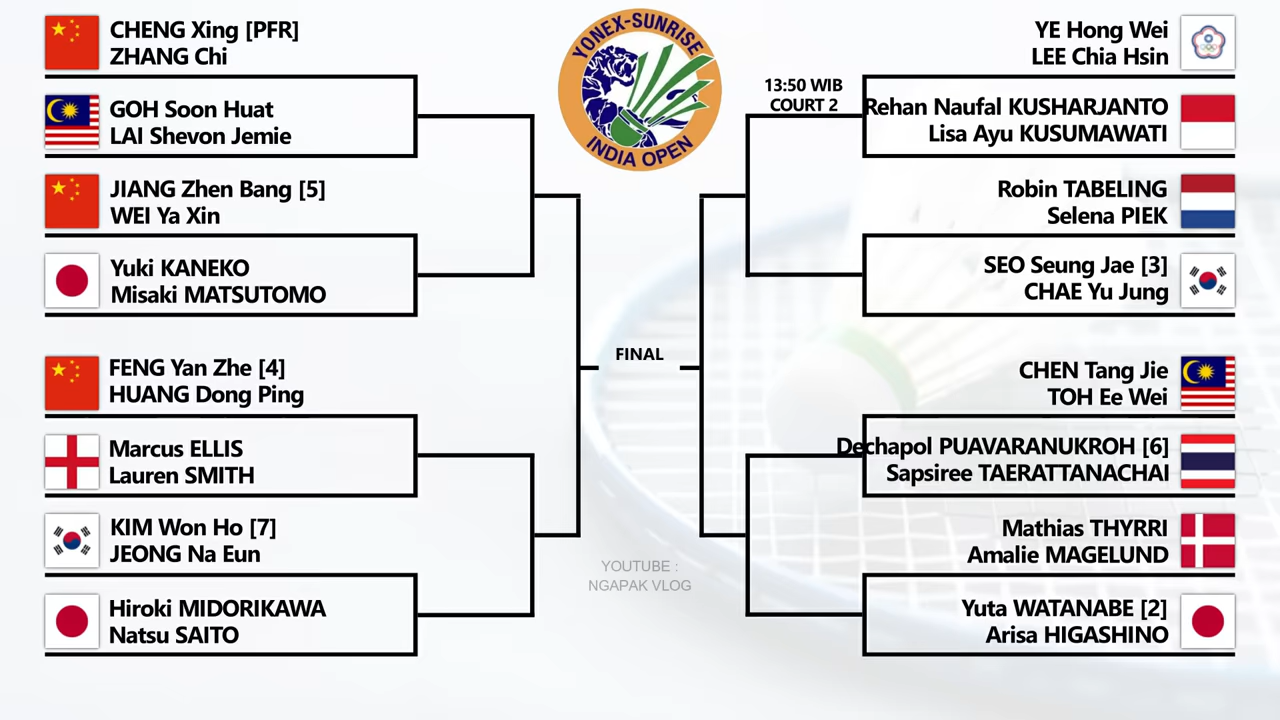 CHENG Xing [PFR]
ZHANG Chi
GOH Soon Huat
LAI Shevon Jemie
JIANG Zhen Bang [5]
WEI Ya Xin
Yuki KANEKO
Misaki MATSUTOMO
FENG Yan Zhe [4]
HUANG Dong Ping
Marcus ELLIS
Lauren SMITH
KIM Won Ho [7]
JEONG Na Eun
Hiroki MIDORIKAWA
Natsu SAITO
YONEX-SUNRISE
INDIA OPEN
FINAL
YOUTUBE :
NGAPAK VLOG
13:50 WIB
COURT 2
YE Hong Wei
LEE Chia Hsin
Rehan Naufal KUSHARJANTO
Lisa Ayu KUSUMAWATI
Robin TABELING
Selena PIEK
SEO Seung Jae [3]
CHAE Yu Jung
CHEN Tang Jie
TOH Ee Wei
Dechapol PUAVARANUKROH [6]
Sapsiree TAERATTANACHAI
Mathias THYRRI
Amalie MAGELUND
Yuta WATANABE [2]
Arisa HIGASHINO